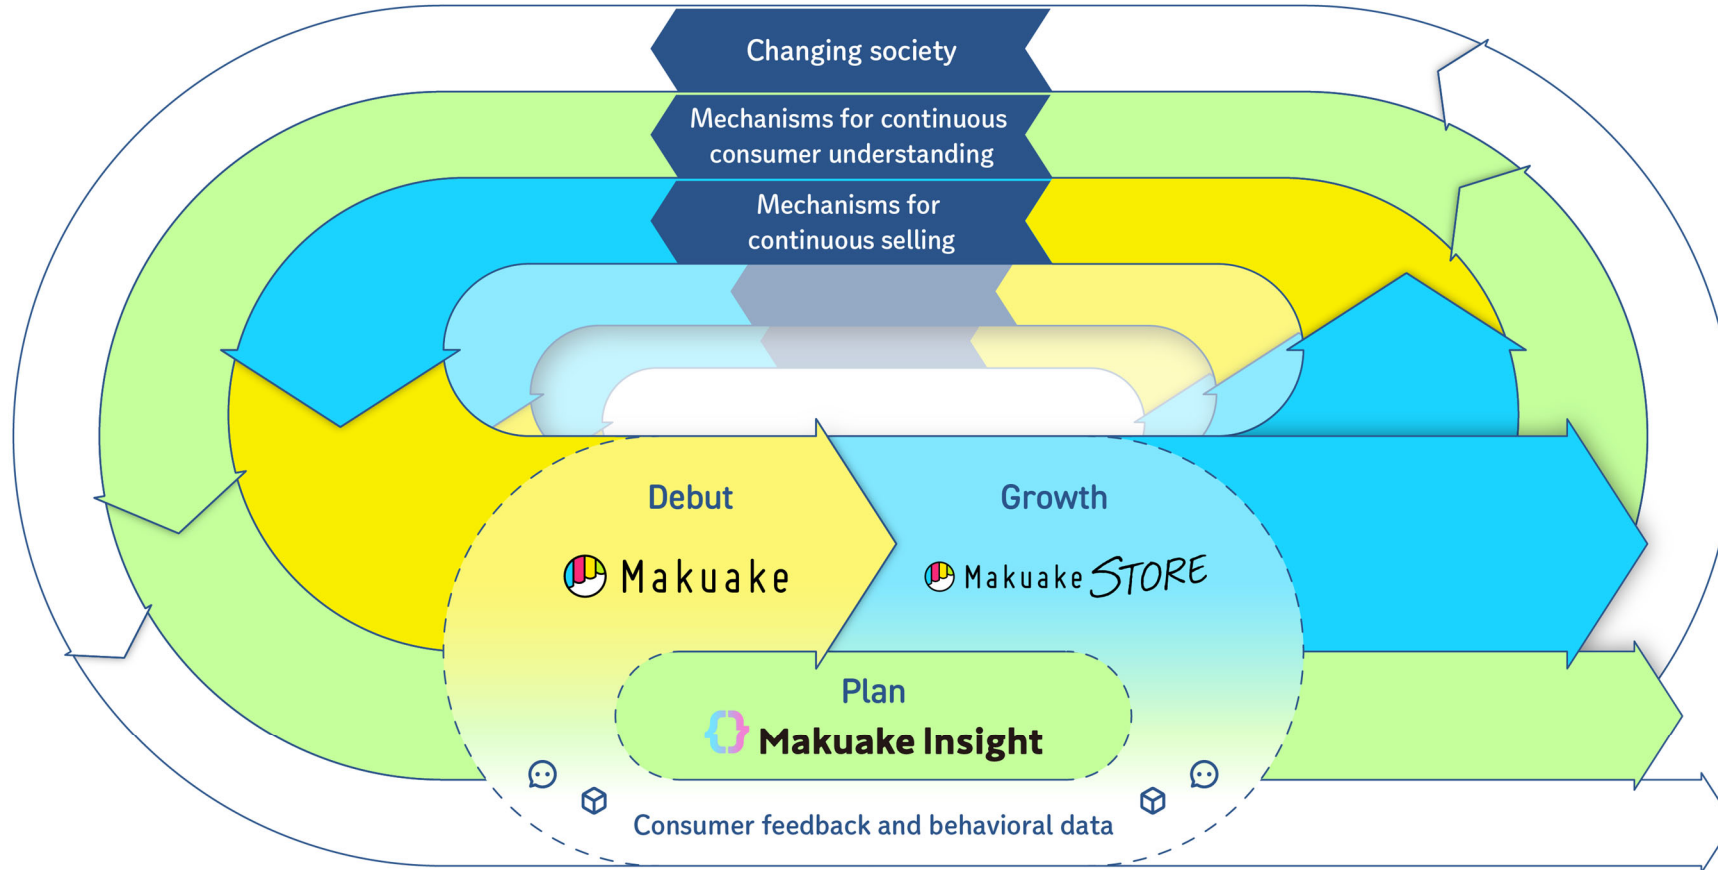 Changing society
Mechanisms for continuous
consumer understanding
Mechanisms for
continuous selling
Debut
Makuake
Growth
Makuake STORE
Plan
Makuake Insight
Consumer feedback and behavioral data